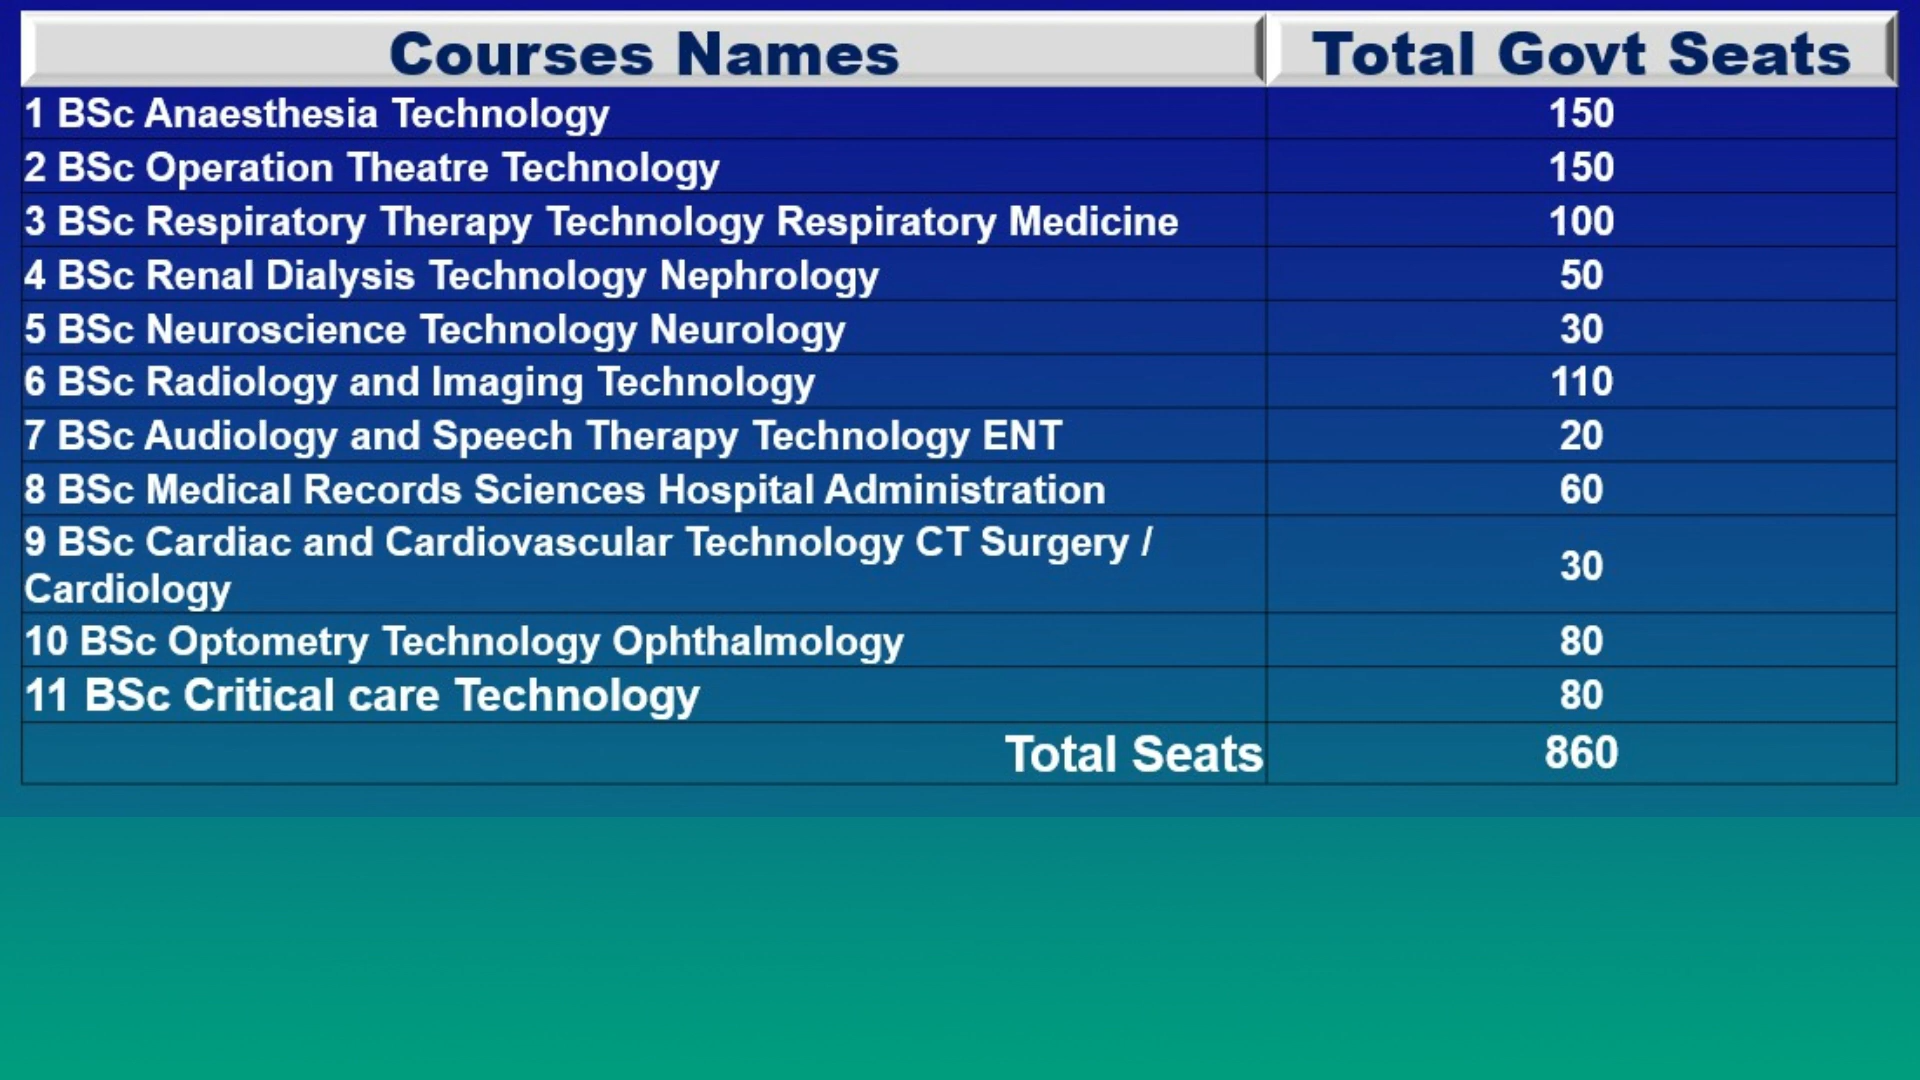 Courses Names Total Govt Seats
1 BSc Anaesthesia Technology 150
2 BSc Operation Theatre Technology 150
3 BSc Respiratory Therapy Technology Respiratory Medicine 100
4 BSc Renal Dialysis Technology Nephrology 50
5 BSc Neuroscience Technology Neurology 30
6 BSc Radiology and Imaging Technology 110
7 BSc Audiology and Speech Therapy Technology ENT 20
8 BSc Medical Records Sciences Hospital Administration 60
9 BSc Cardiac and Cardiovascular Technology CT Surgery /
Cardiology 30
10 BSc Optometry Technology Ophthalmology 80
11 BSc Critical care Technology 80
Total Seats 860